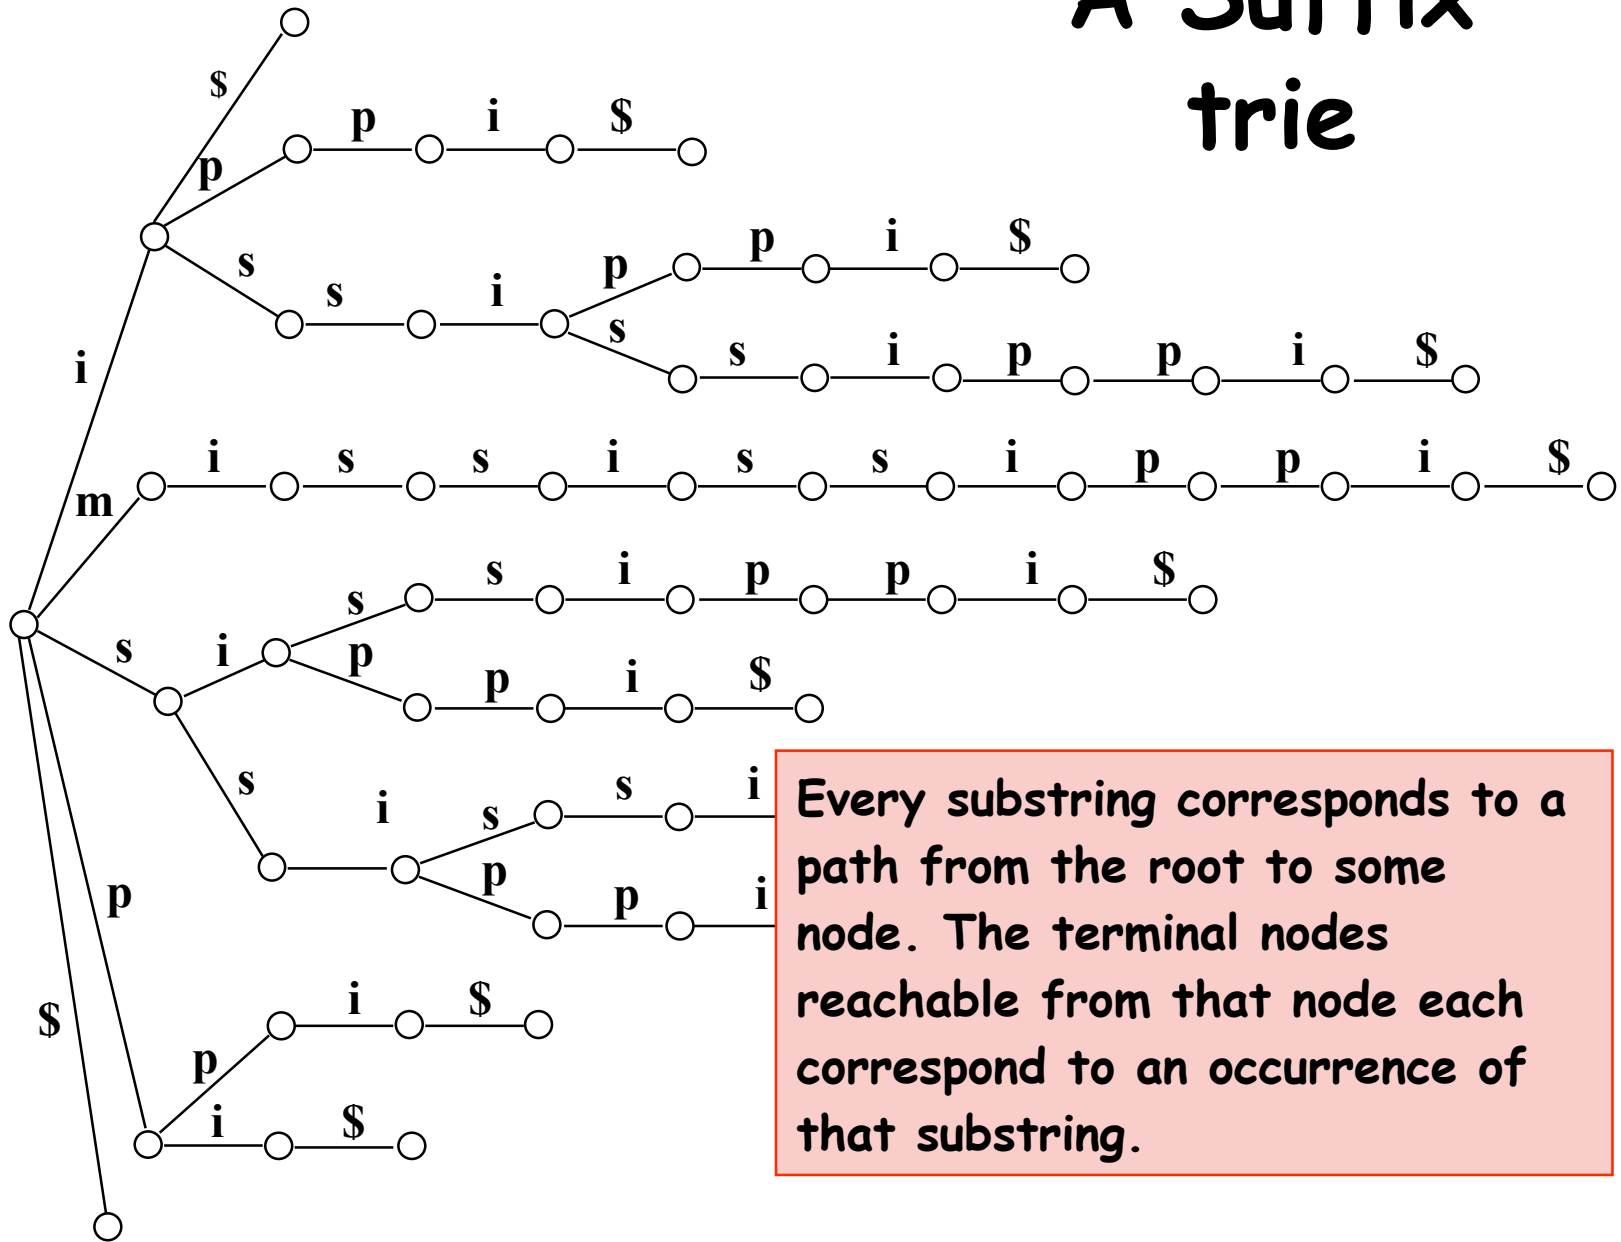 A Suffix
trie
$
p p i $
s s i p p i $
s s i p p i $
i
m i s s i s s i p p i $
s i s s i p p i $
p p i $
s i s s i
p p i
p p i $
i $
$
Every substring corresponds to a
path from the root to some
node. The terminal nodes
reachable from that node each
correspond to an occurrence of
that substring.